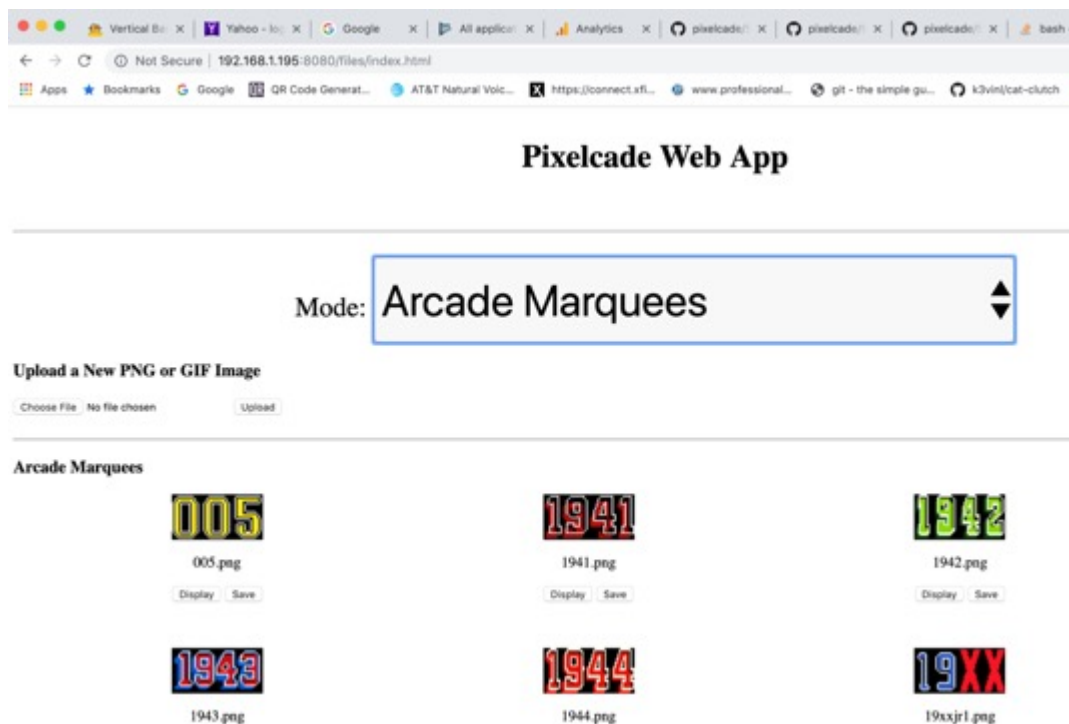 Vertical Be
Yahoo - lo
Google
All applicat
Analytics
pixelcade/
pixelcade/
pixelcade/
bash
Not Secure | 192.168.1.195:8080/files/index.html
Apps Bookmarks Google QR Code Generat... AT&T Natural Voic... https://connect.xfi... www.professional... git - the simple gu... k3vinl/cat-clutch
Pixelcade Web App
Mode: Arcade Marquees
Upload a New PNG or GIF Image
Choose File No file chosen Upload
Arcade Marquees
005 1941 1942
005.png 1941.png 1942.png
Display Save Display Save Display Save
1943 1944 19XX
1943.png 1944.png 19xxjr1.png